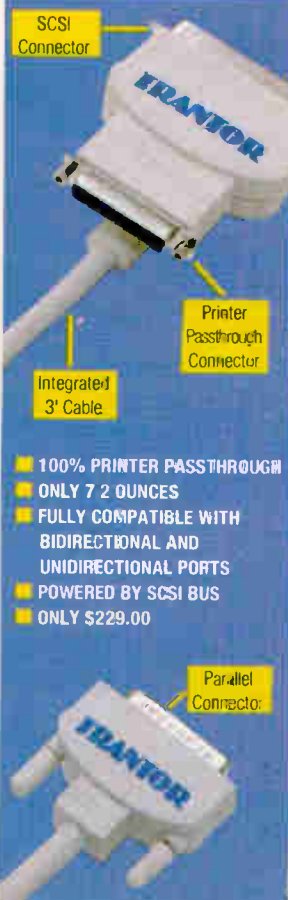 SCSI
Connector
TRANTOR
Printer
Passthrough
Connector
Integrated
3' Cable
100% PRINTER PASSTHROUGH
ONLY 7 2 OUNCES
FULLY COMPATIBLE WITH
BIDIRECTIONAL AND
UNIDIRECTIONAL PORTS
POWERED BY SCSI BUS
ONLY $229.00
Parallel
Connector
TRANTOR